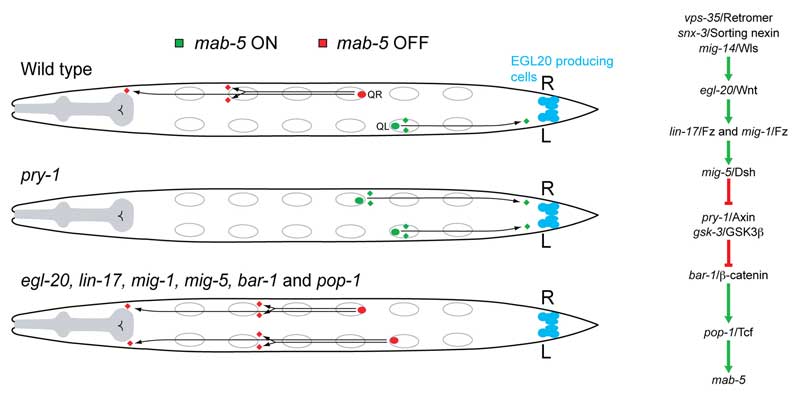 mab-5 ON mab-5 OFF
Wild type
EGL20 producing
cells
R
QR
QL
L
pry-1
R
L
egl-20, lin-17, mig-1, mig-5, bar-1 and pop-1
R
L
vps-35/Retromer
snx-3/Sorting nexin
mig-14/Wls
egl-20/Wnt
lin-17/Fz and mig-1/Fz
mig-5/Dsh
pry-1/Axin
gsk-3/GSK3β
bar-1/β-catenin
pop-1/Tcf
mab-5